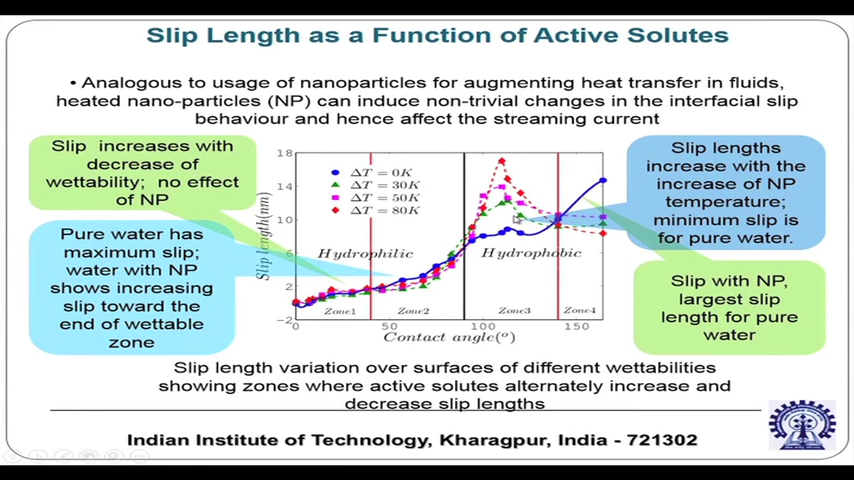 Slip Length as a Function of Active Solutes
• Analogous to usage of nanoparticles for augmenting heat transfer in fluids,
heated nano-particles (NP) can induce non-trivial changes in the interfacial slip
behaviour and hence affect the streaming current
Slip increases with
decrease of
wettability; no effect
of NP
Pure water has
maximum slip;
water with NP
shows increasing
slip toward the
end of wettable
zone
18
14
10
6
2
−2
Slip length(nm)
ΔT = 0K
ΔT = 30K
ΔT = 50K
ΔT = 80K
Hydrophilic
Hydrophobic
Zone1
Zone2
Zone3
Zone4
0
50
100
150
Contact angle(°)
Slip lengths
increase with the
increase of NP
temperature;
minimum slip is
for pure water.
Slip with NP,
largest slip
length for pure
water
Slip length variation over surfaces of different wettabilities
showing zones where active solutes alternately increase and
decrease slip lengths
Indian Institute of Technology, Kharagpur, India - 721302